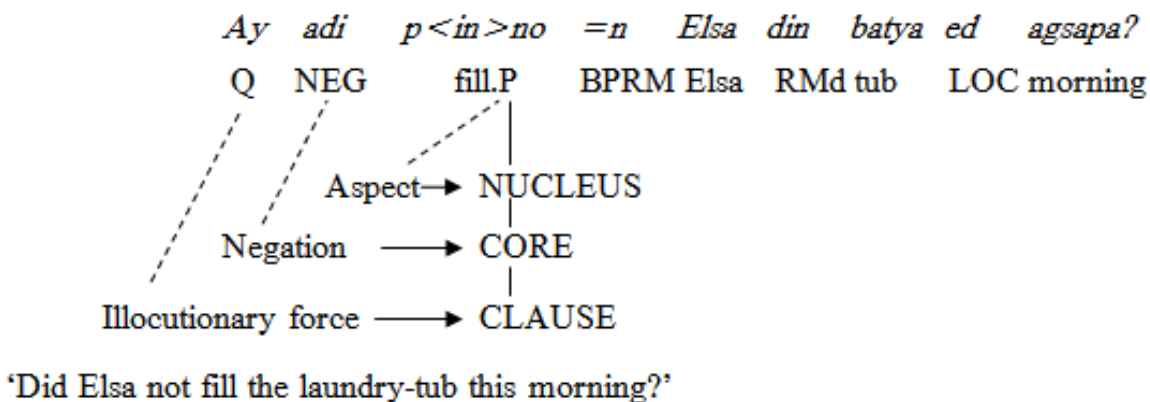 Ay adi p<in>no =n Elsa din batya ed agsapa?
Q NEG fill.P BPRM Elsa RMd tub LOC morning
Aspect NUCLEUS
Negation CORE
Illocutionary force CLAUSE
‘Did Elsa not fill the laundry-tub this morning?’